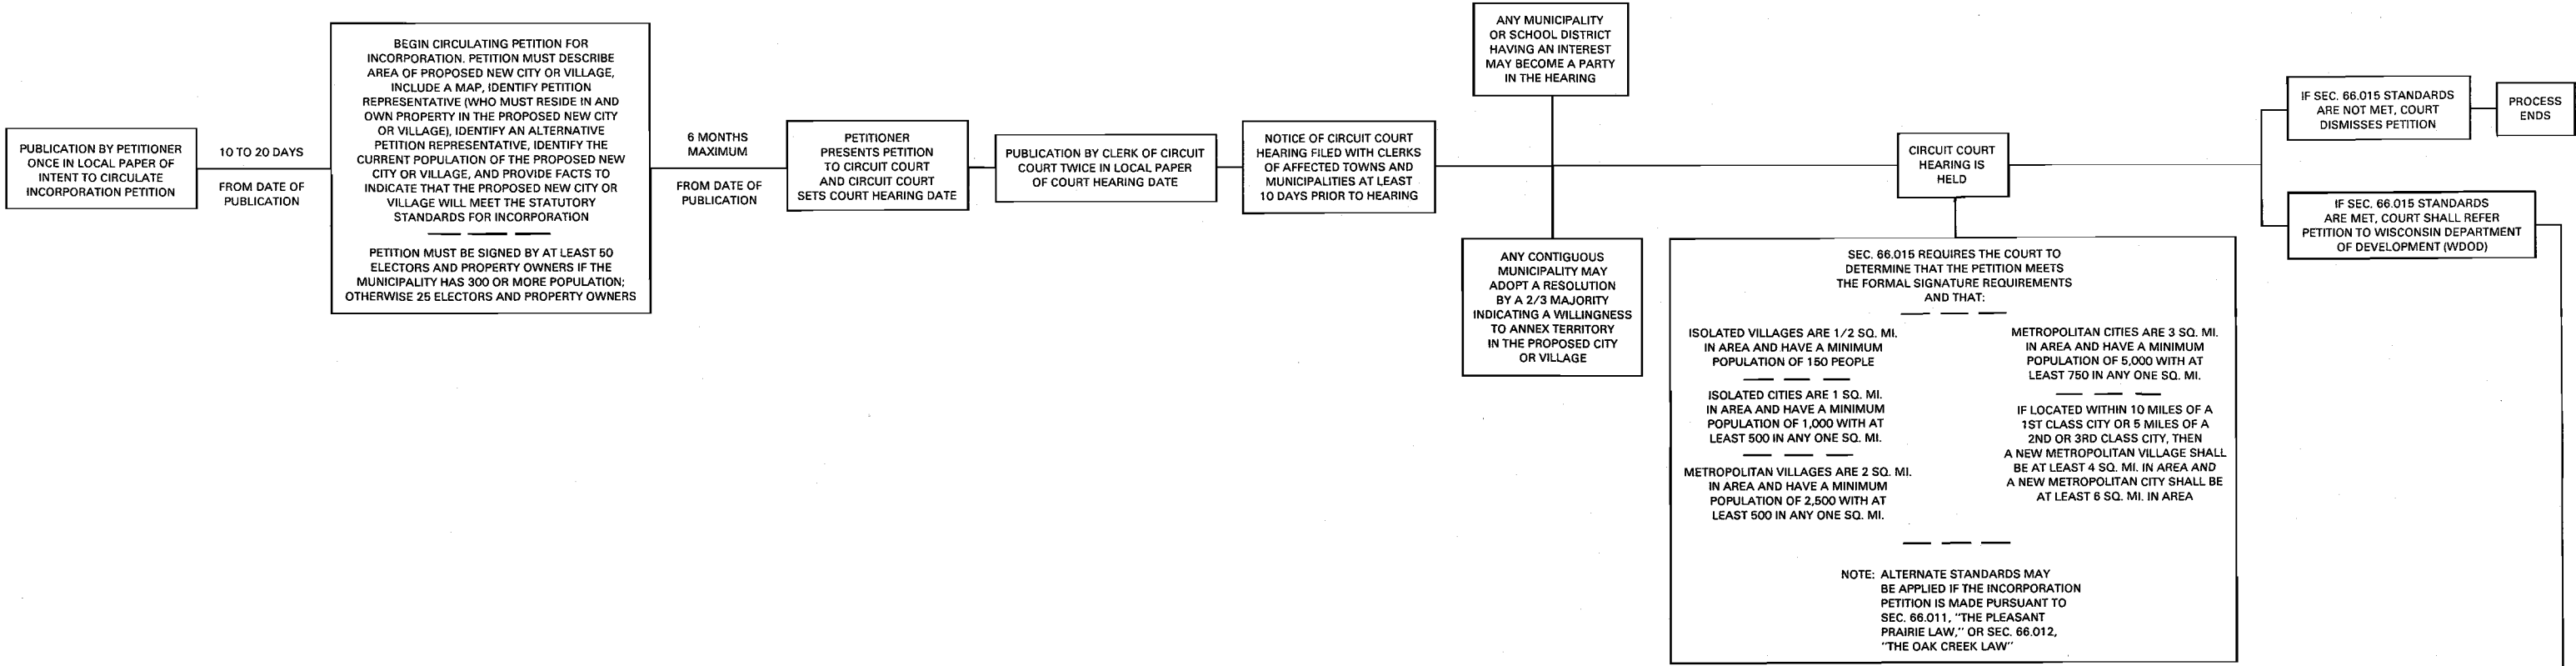 PUBLICATION BY PETITIONER
ONCE IN LOCAL PAPER OF
INTENT TO CIRCULATE
INCORPORATION PETITION
10 TO 20 DAYS
FROM DATE OF
PUBLICATION
BEGIN CIRCULATING PETITION FOR
INCORPORATION. PETITION MUST DESCRIBE
AREA OF PROPOSED NEW CITY OR VILLAGE,
INCLUDE A MAP, IDENTIFY PETITION
REPRESENTATIVE (WHO MUST RESIDE IN AND
OWN PROPERTY IN THE PROPOSED NEW CITY
OR VILLAGE), IDENTIFY AN ALTERNATIVE
PETITION REPRESENTATIVE, IDENTIFY THE
CURRENT POPULATION OF THE PROPOSED NEW
CITY OR VILLAGE, AND PROVIDE FACTS TO
INDICATE THAT THE PROPOSED NEW CITY OR
VILLAGE WILL MEET THE STATUTORY
STANDARDS FOR INCORPORATION
PETITION MUST BE SIGNED BY AT LEAST 50
ELECTORS AND PROPERTY OWNERS IF THE
MUNICIPALITY HAS 300 OR MORE POPULATION;
OTHERWISE 25 ELECTORS AND PROPERTY OWNERS
6 MONTHS
MAXIMUM
FROM DATE OF
PUBLICATION
PETITIONER
PRESENTS PETITION
TO CIRCUIT COURT
AND CIRCUIT COURT
SETS COURT HEARING DATE
PUBLICATION BY CLERK OF CIRCUIT
COURT TWICE IN LOCAL PAPER
OF COURT HEARING DATE
NOTICE OF CIRCUIT COURT
HEARING FILED WITH CLERKS
OF AFFECTED TOWNS AND
MUNICIPALITIES AT LEAST
10 DAYS PRIOR TO HEARING
ANY MUNICIPALITY
OR SCHOOL DISTRICT
HAVING AN INTEREST
MAY BECOME A PARTY
IN THE HEARING
ANY CONTIGUOUS
MUNICIPALITY MAY
ADOPT A RESOLUTION
BY A 2/3 MAJORITY
INDICATING A WILLINGNESS
TO ANNEX TERRITORY
IN THE PROPOSED CITY
OR VILLAGE
CIRCUIT COURT
HEARING IS
HELD
SEC. 66.015 REQUIRES THE COURT TO
DETERMINE THAT THE PETITION MEETS
THE FORMAL SIGNATURE REQUIREMENTS
AND THAT:
ISOLATED VILLAGES ARE 1/2 SQ. MI.
IN AREA AND HAVE A MINIMUM
POPULATION OF 150 PEOPLE
ISOLATED CITIES ARE 1 SQ. MI.
IN AREA AND HAVE A MINIMUM
POPULATION OF 1,000 WITH AT
LEAST 500 IN ANY ONE SQ. MI.
METROPOLITAN VILLAGES ARE 2 SQ. MI.
IN AREA AND HAVE A MINIMUM
POPULATION OF 2,500 WITH AT
LEAST 500 IN ANY ONE SQ. MI.
METROPOLITAN CITIES ARE 3 SQ. MI.
IN AREA AND HAVE A MINIMUM
POPULATION OF 5,000 WITH AT
LEAST 750 IN ANY ONE SQ. MI.
IF LOCATED WITHIN 10 MILES OF A
1ST CLASS CITY OR 5 MILES OF A
2ND OR 3RD CLASS CITY, THEN
A NEW METROPOLITAN VILLAGE SHALL
BE AT LEAST 4 SQ. MI. IN AREA AND
A NEW METROPOLITAN CITY SHALL BE
AT LEAST 6 SQ. MI. IN AREA
NOTE: ALTERNATE STANDARDS MAY
BE APPLIED IF THE INCORPORATION
PETITION IS MADE PURSUANT TO
SEC. 66.011, "THE PLEASANT
PRAIRIE LAW," OR SEC. 66.012,
"THE OAK CREEK LAW"
IF SEC. 66.015 STANDARDS
ARE NOT MET, COURT
DISMISSES PETITION
PROCESS
ENDS
IF SEC. 66.015 STANDARDS
ARE MET, COURT SHALL REFER
PETITION TO WISCONSIN DEPARTMENT
OF DEVELOPMENT (WDOD)